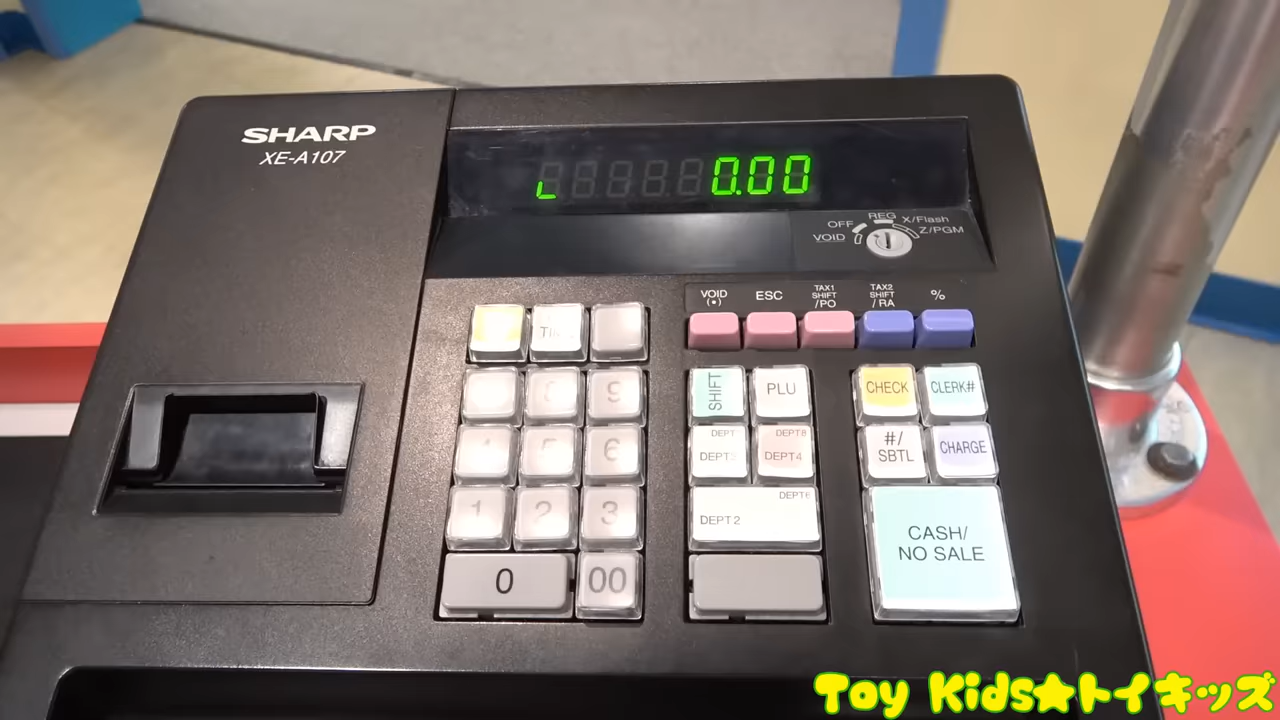 SHARP
XE-A107
L 0.00
OFF REG X/Flash
VOID Z/PGM
VOID (•)
ESC
TAX1 SHIFT /PO
TAX2 SHIFT / RA
%
SHIFT
PLU
CHECK
CLERK#
9
DEPT8
DEPT4
#/ SBTL
CHARGE
6
1 2 3
DEPT6
DEPT 2
CASH/
NO SALE
0 00
Toy Kids★トイキッズ